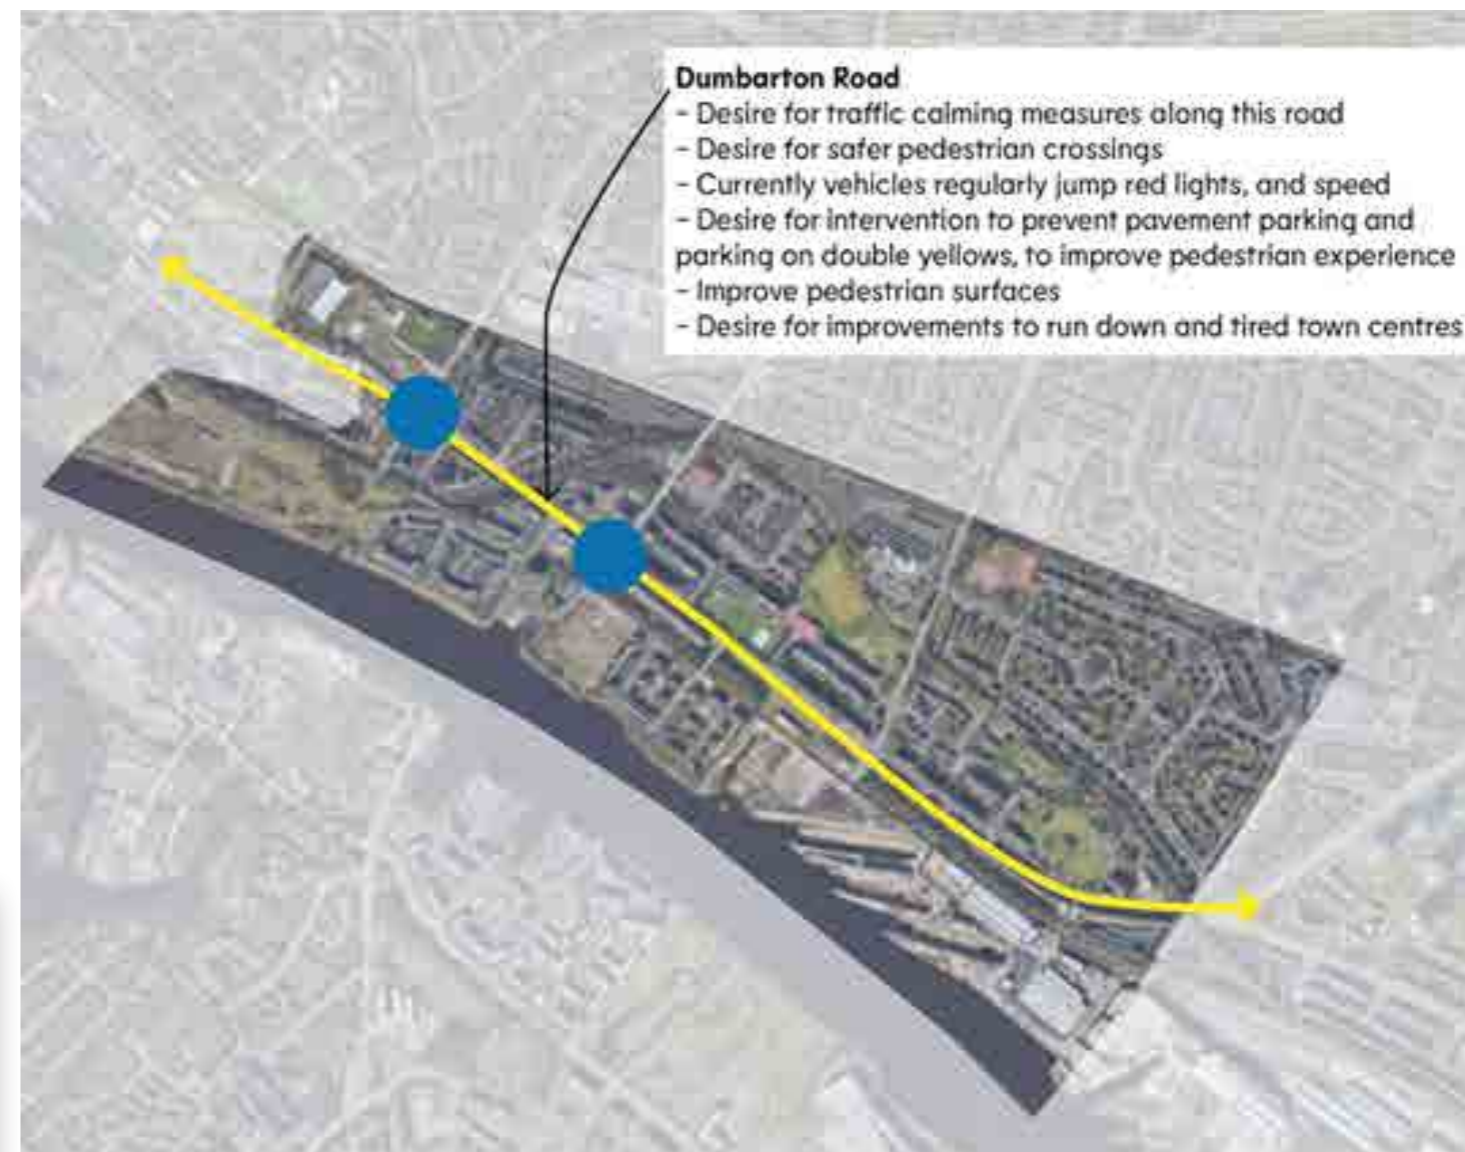 Dumbarton Road
- Desire for traffic calming measures along this road
- Desire for safer pedestrian crossings
- Currently vehicles regularly jump red lights, and speed
- Desire for intervention to prevent pavement parking and
parking on double yellows, to improve pedestrian experience
- Improve pedestrian surfaces
- Desire for improvements to run down and tired town centres